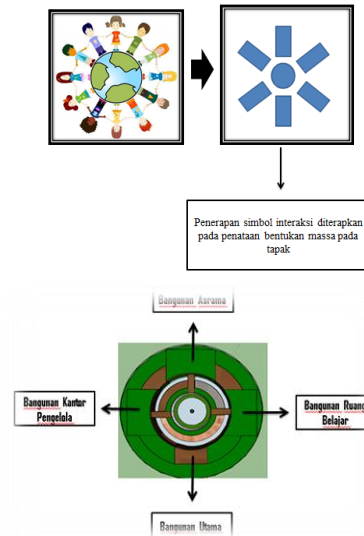 Penerapan simbol interaksi diterapkan
pada penataan bentukan massa pada
tapak
Bangunan Asrama
Bangunan Kantor
Pengelola
Bangunan Ruang
Belajar
Bangunan Utama